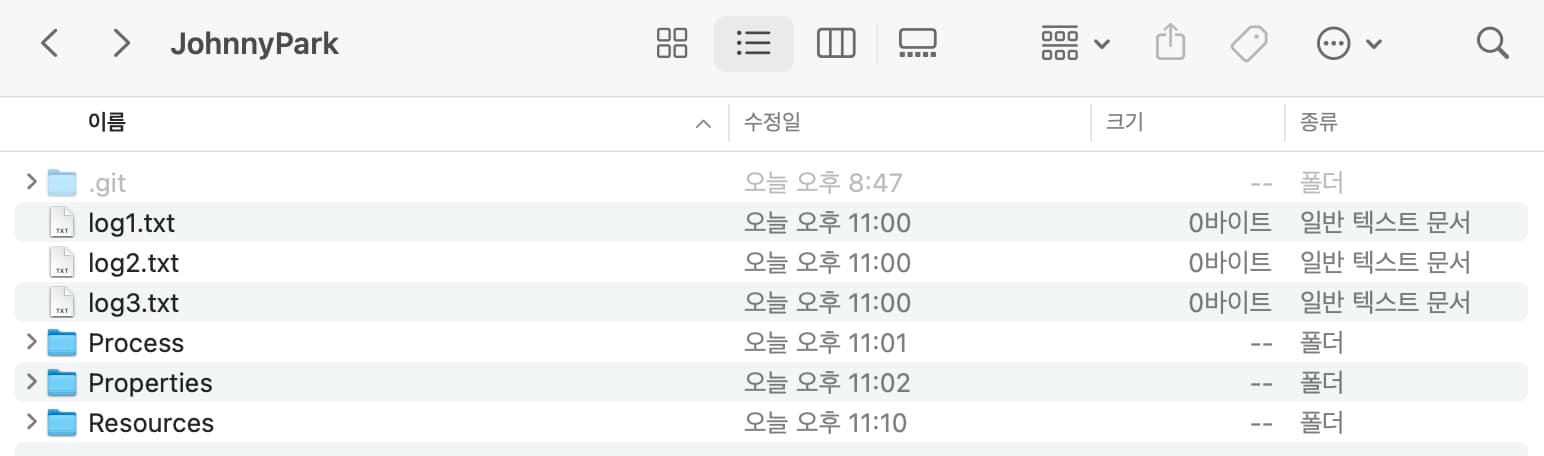 JohnnyPark
이름 수정일 크기 종류
.git 오늘 오후 8:47 -- 폴더
log1.txt 오늘 오후 11:00 0바이트 일반 텍스트 문서
log2.txt 오늘 오후 11:00 0바이트 일반 텍스트 문서
log3.txt 오늘 오후 11:00 0바이트 일반 텍스트 문서
Process 오늘 오후 11:01 -- 폴더
Properties 오늘 오후 11:02 -- 폴더
Resources 오늘 오후 11:10 -- 폴더